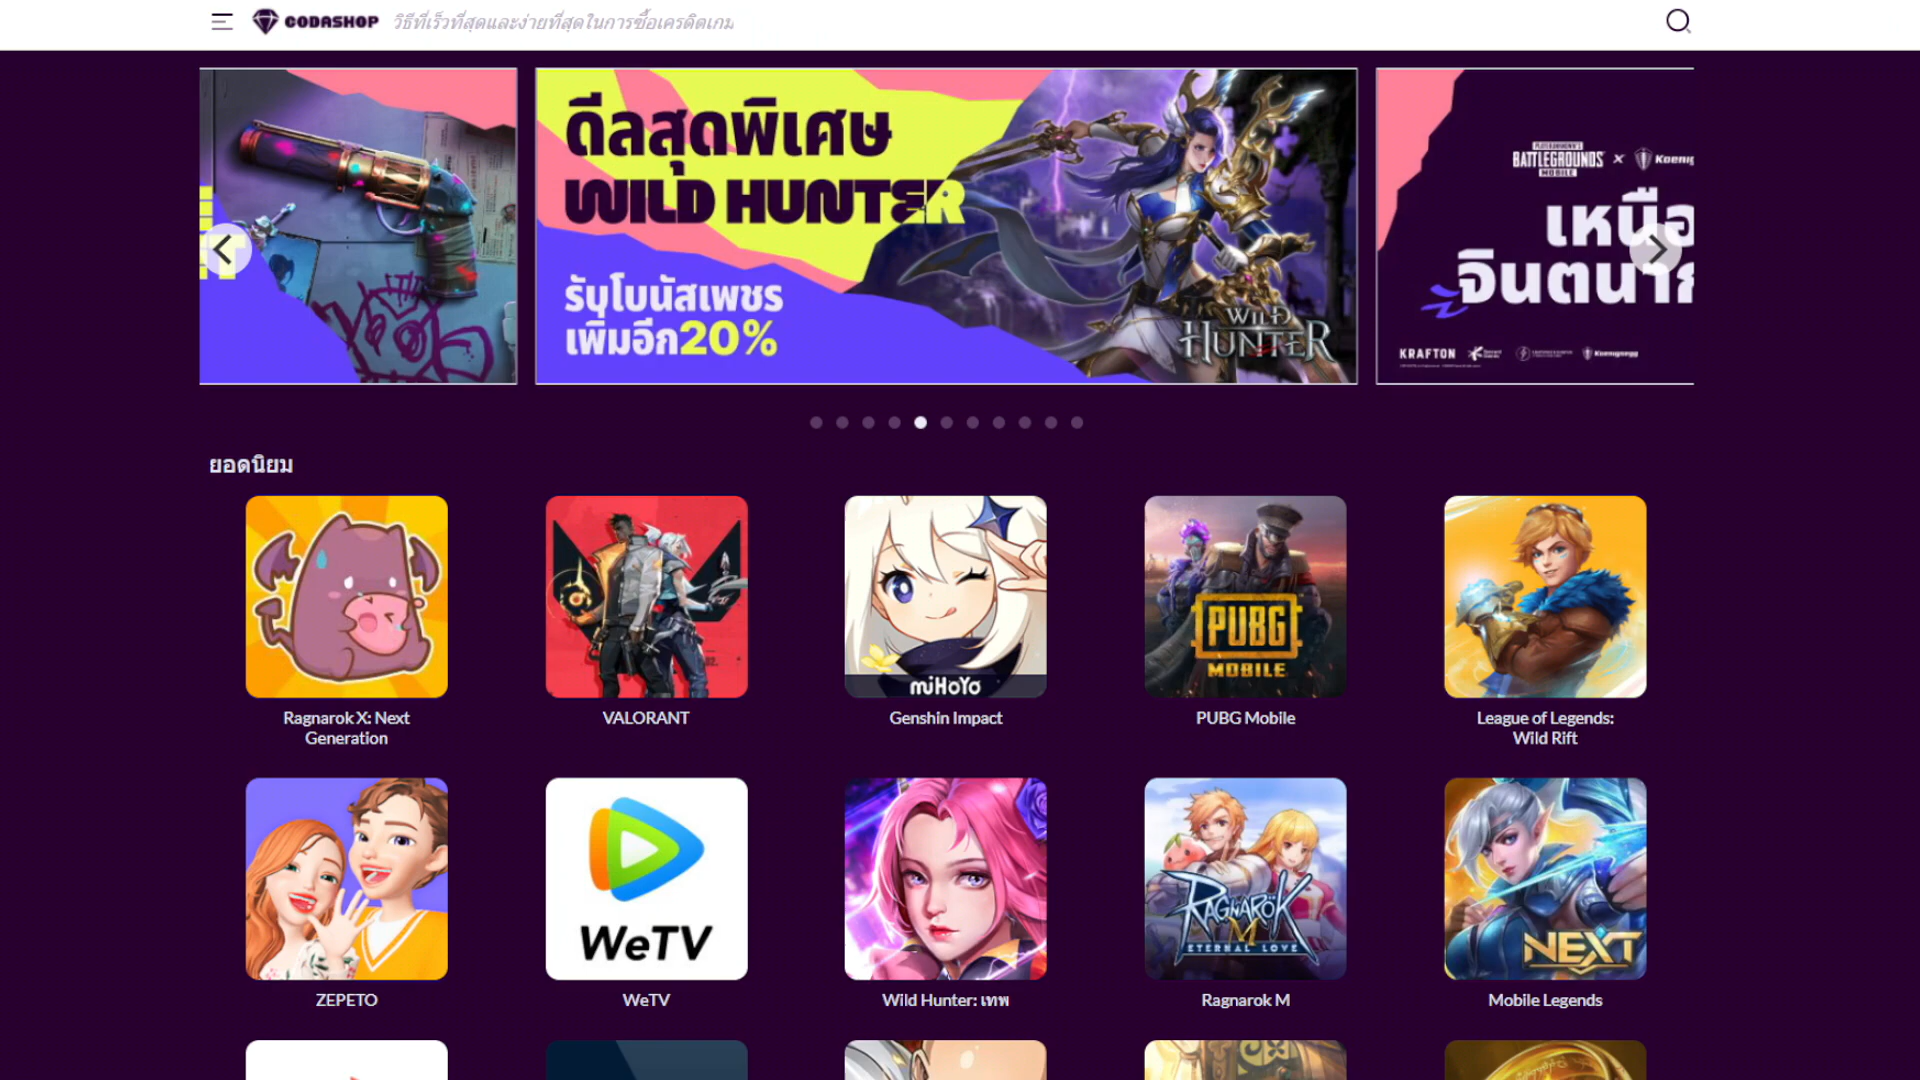 CODASHOP วิธีที่เร็วที่สุดและง่ายที่สุดในการซื้อเครดิตเกม
ดีลสุดพิเศษ
WILD HUNTER
รับโบนัสเพชร
เพิ่มอีก20%
WILD
HUNTER
BATTLEGROUNDS
MOBILE
X
Koenig
เหนือ
จินตนาก
KRAFTON
Koenigsegg
ยอดนิยม
miHoYo
PUBG
MOBILE
Ragnarok X: Next
Generation
VALORANT
Genshin Impact
PUBG Mobile
League of Legends:
Wild Rift
WeTV
RAGNARÖK
M
ETERNAL LOVE
NEXT
ZEPETO
WeTV
Wild Hunter: เทพ
Ragnarok M
Mobile Legends